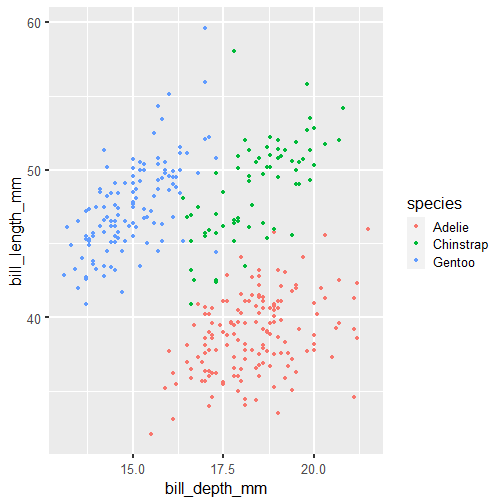 60
50
40
bill_length_mm
15.0
17.5
20.0
bill_depth_mm
species
Adelie
Chinstrap
Gentoo